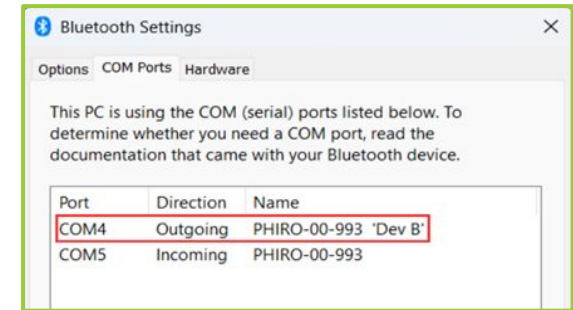 Bluetooth Settings
Options COM Ports Hardware
This PC is using the COM (serial) ports listed below. To
determine whether you need a COM port, read the
documentation that came with your Bluetooth device.
Port Direction Name
COM4 Outgoing PHIRO-00-993 'Dev B'
COM5 Incoming PHIRO-00-993